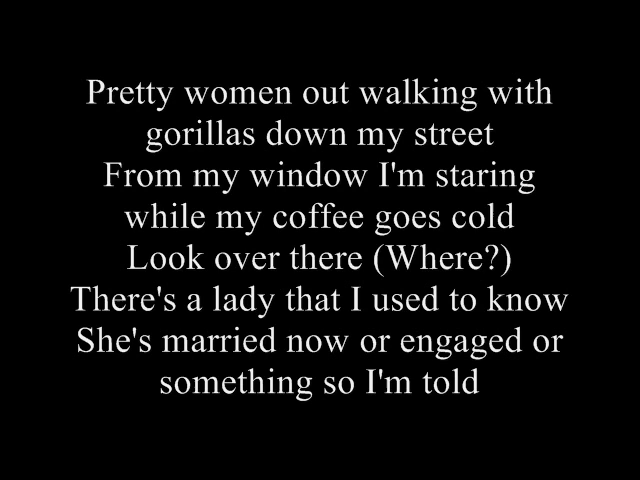 Pretty women out walking with
gorillas down my street
From my window I'm staring
while my coffee goes cold
Look over there (Where?)
There's a lady that I used to know
She's married now or engaged or
something so I'm told